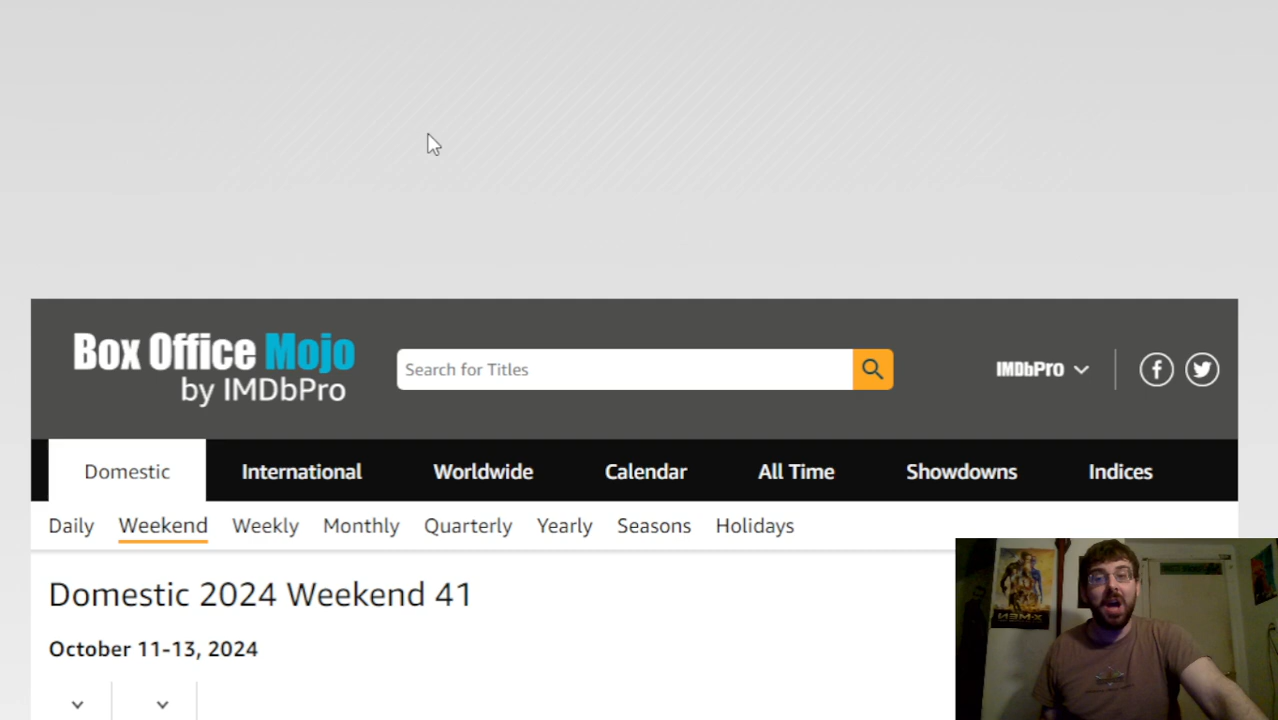 Box Office Mojo
by IMDbPro
Search for Titles
IMDbPro
Domestic International Worldwide Calendar All Time Showdowns Indices
Daily Weekend Weekly Monthly Quarterly Yearly Seasons Holidays
Domestic 2024 Weekend 41
October 11-13, 2024
X-MEN